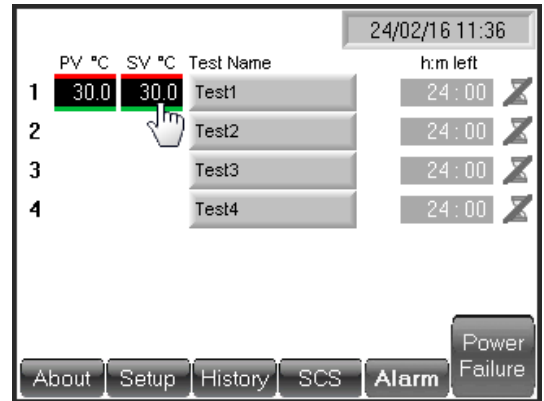 24/02/16 11:36
PV °C SV °C Test Name h:m left
1 30.0 30.0 Test1 24 : 00
2 Test2 24 : 00
3 Test3 24 : 00
4 Test4 24 : 00
About Setup History SCS Alarm Power Failure